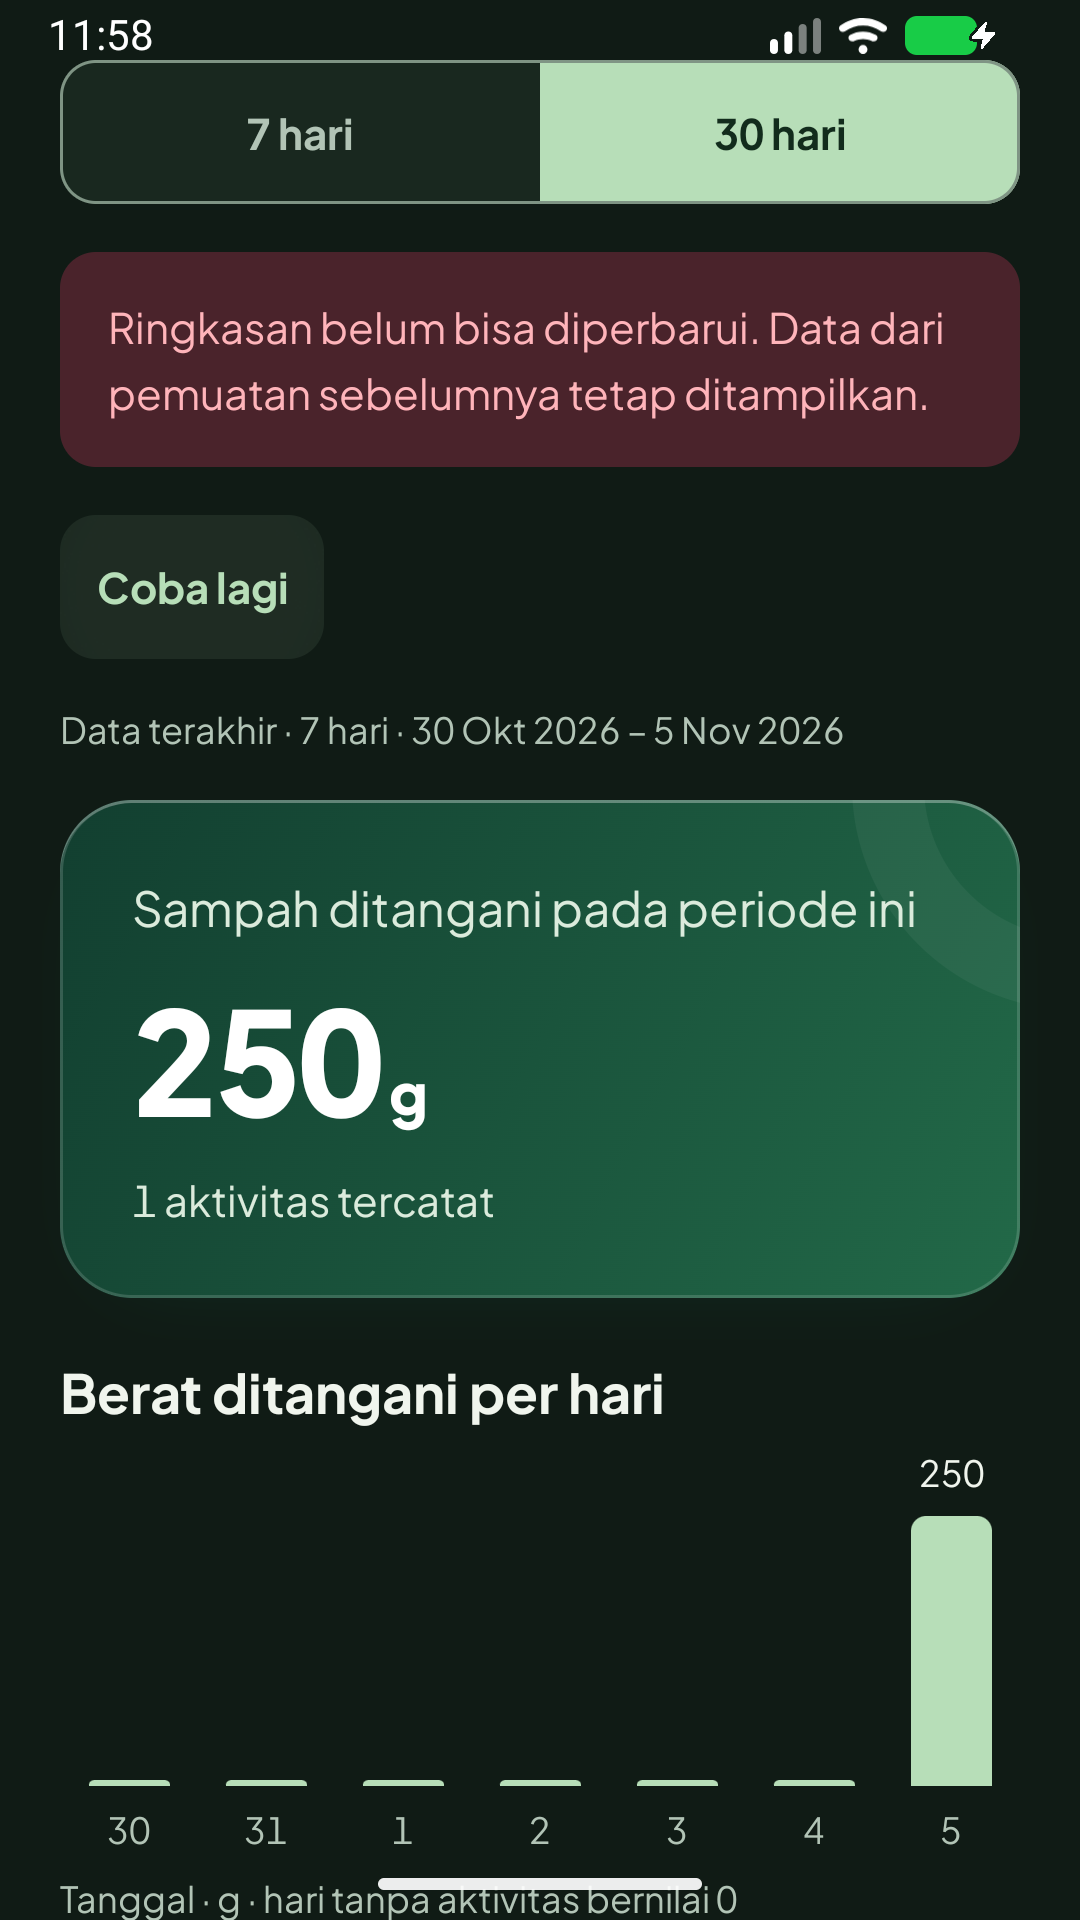 11:58
7 hari
30 hari
Ringkasan belum bisa diperbarui. Data dari
pemuatan sebelumnya tetap ditampilkan.
Coba lagi
Data terakhir · 7 hari · 30 Okt 2026 – 5 Nov 2026
Sampah ditangani pada periode ini
250 g
1 aktivitas tercatat
Berat ditangani per hari
250
30 31 1 2 3 4 5
Tanggal · g · hari tanpa aktivitas bernilai 0